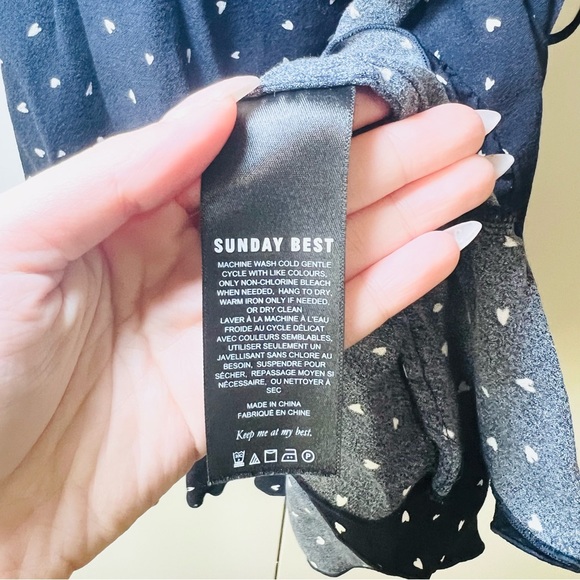 SUNDAY BEST
MACHINE WASH COLD GENTLE
CYCLE WITH LIKE COLOURS,
ONLY NON-CHLORINE BLEACH
WHEN NEEDED, HANG TO DRY,
WARM IRON ONLY IF NEEDED,
OR DRY CLEAN
LAVER À LA MACHINE À L'EAU
FROIDE AU CYCLE DÉLICAT
AVEC COULEURS SEMBLABLES,
UTILISER SEULEMENT UN
JAVELLISANT SANS CHLORE AU
BESOIN, SUSPENDRE POUR
SÉCHER, REPASSAGE MOYEN SI
NÉCESSAIRE, OU NETTOYER À
SEC
MADE IN CHINA
FABRIQUÉ EN CHINE
Keep me at my best.
P